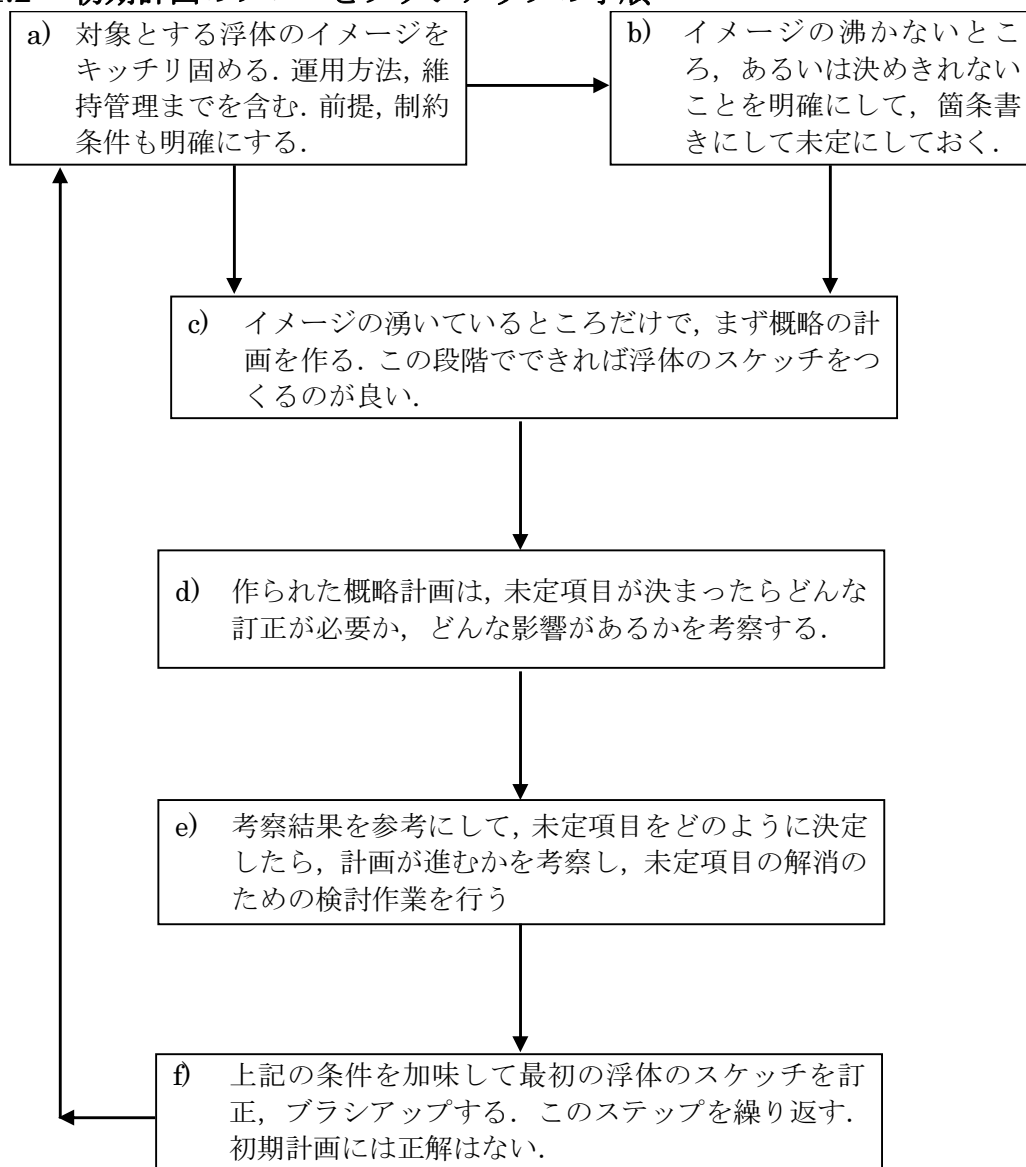 a) 対象とする浮体のイメージを
キッチリ固める. 運用方法, 維
持管理までを含む. 前提, 制約
条件も明確にする.
b) イメージの沸かないとこ
ろ, あるいは決めきれない
ことを明確にして, 箇条書
きにして未定にしておく.
c) イメージの湧いているところだけで, まず概略の計
画を作る. この段階でできれば浮体のスケッチをつ
くるのが良い.
d) 作られた概略計画は, 未定項目が決まったらどんな
訂正が必要か, どんな影響があるかを考察する.
e) 考察結果を参考にして, 未定項目をどのように決定
したら, 計画が進むかを考察し, 未定項目の解消の
ための検討作業を行う
f) 上記の条件を加味して最初の浮体のスケッチを訂
正, ブラシアップする. このステップを繰り返す.
初期計画には正解はない.